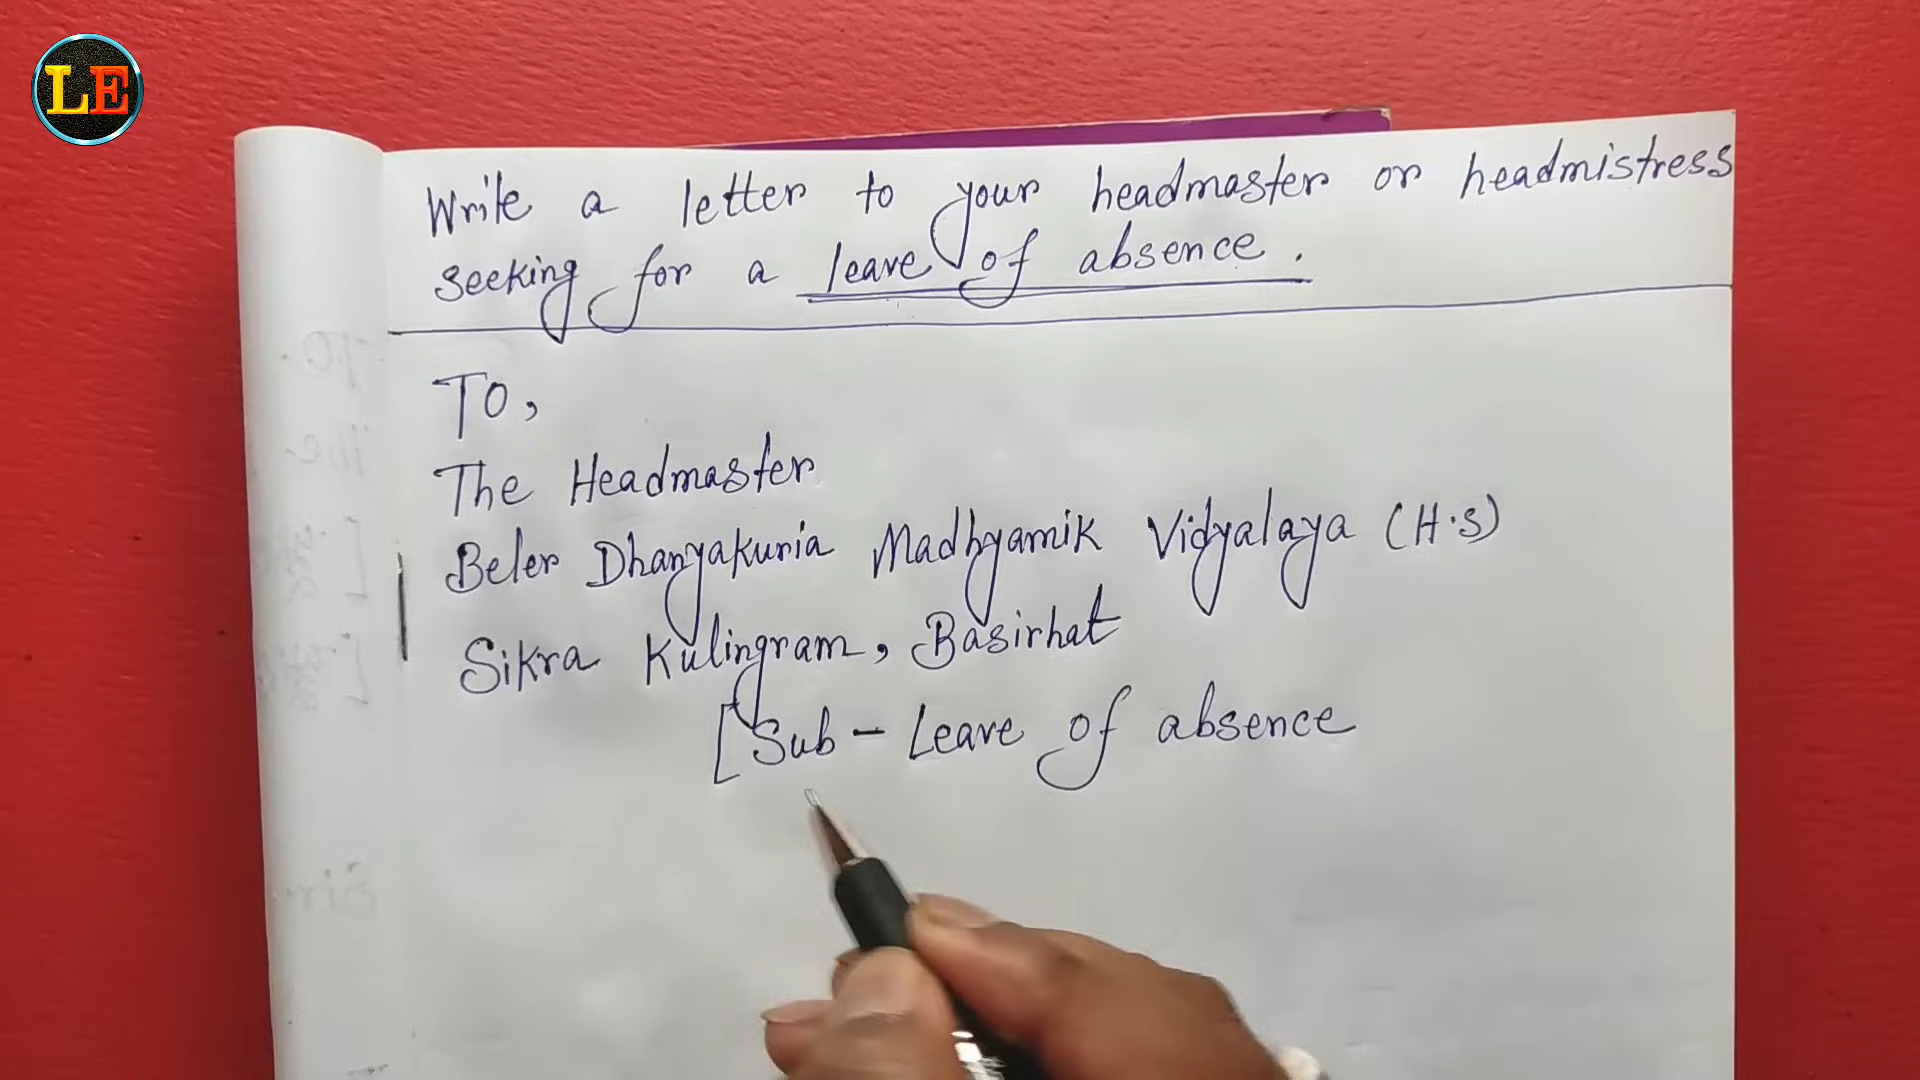 LE
Write a letter to your headmaster or headmistress
seeking for a leave of absence.
TO,
The Headmaster
Beler Dhanyakuria Madhyamik Vidyalaya (H.S)
Sikra Kulingram, Basirhat
[Sub - Leave of absence